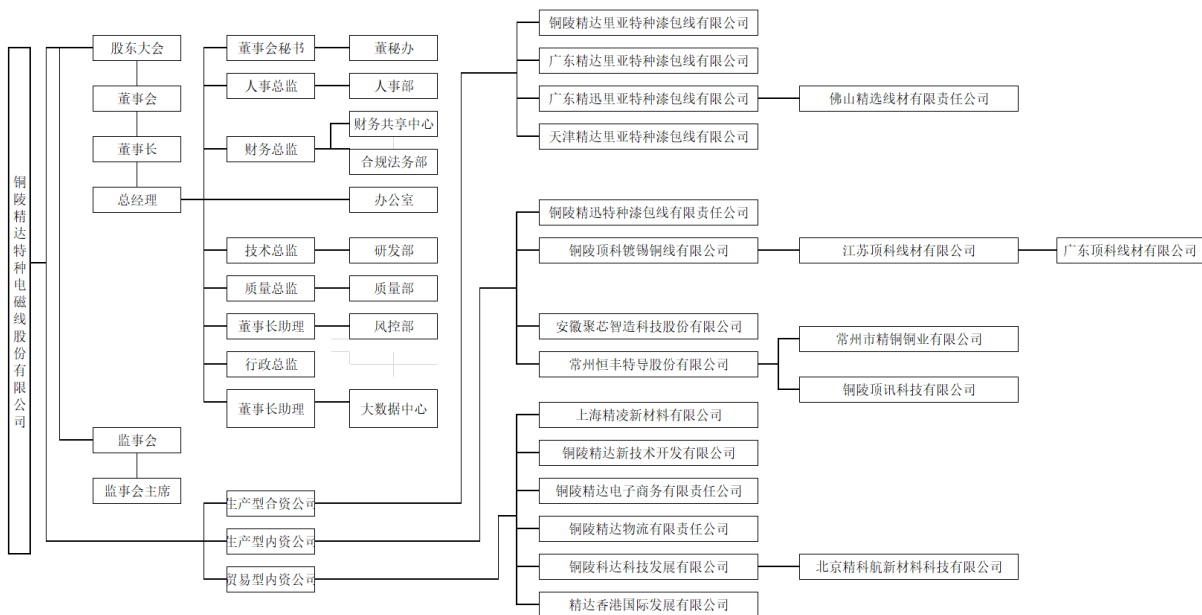 铜陵精达特种电磁线股份有限公司
股东大会
董事会
董事长
总经理
监事会
监事会主席
董事会秘书
董秘办
人事总监
人事部
财务总监
财务共享中心
合规法务部
办公室
技术总监
研发部
质量总监
质量部
董事长助理
风控部
行政总监
董事长助理
大数据中心
生产型合资公司
生产型内资公司
贸易型内资公司
铜陵精达里亚特种漆包线有限公司
广东精达里亚特种漆包线有限公司
广东精迅里亚特种漆包线有限公司
佛山精选线材有限责任公司
天津精达里亚特种漆包线有限公司
铜陵精迅特种漆包线有限责任公司
铜陵顶科镀锡铜线有限公司
江苏顶科线材有限公司
广东顶科线材有限公司
安徽聚芯智造科技股份有限公司
常州恒丰特导股份有限公司
常州市精铜铜业有限公司
铜陵顶讯科技有限公司
上海精凌新材料有限公司
铜陵精达新技术开发有限公司
铜陵精达电子商务有限责任公司
铜陵精达物流有限责任公司
铜陵科达科技发展有限公司
北京精科航新材料科技有限公司
精达香港国际发展有限公司